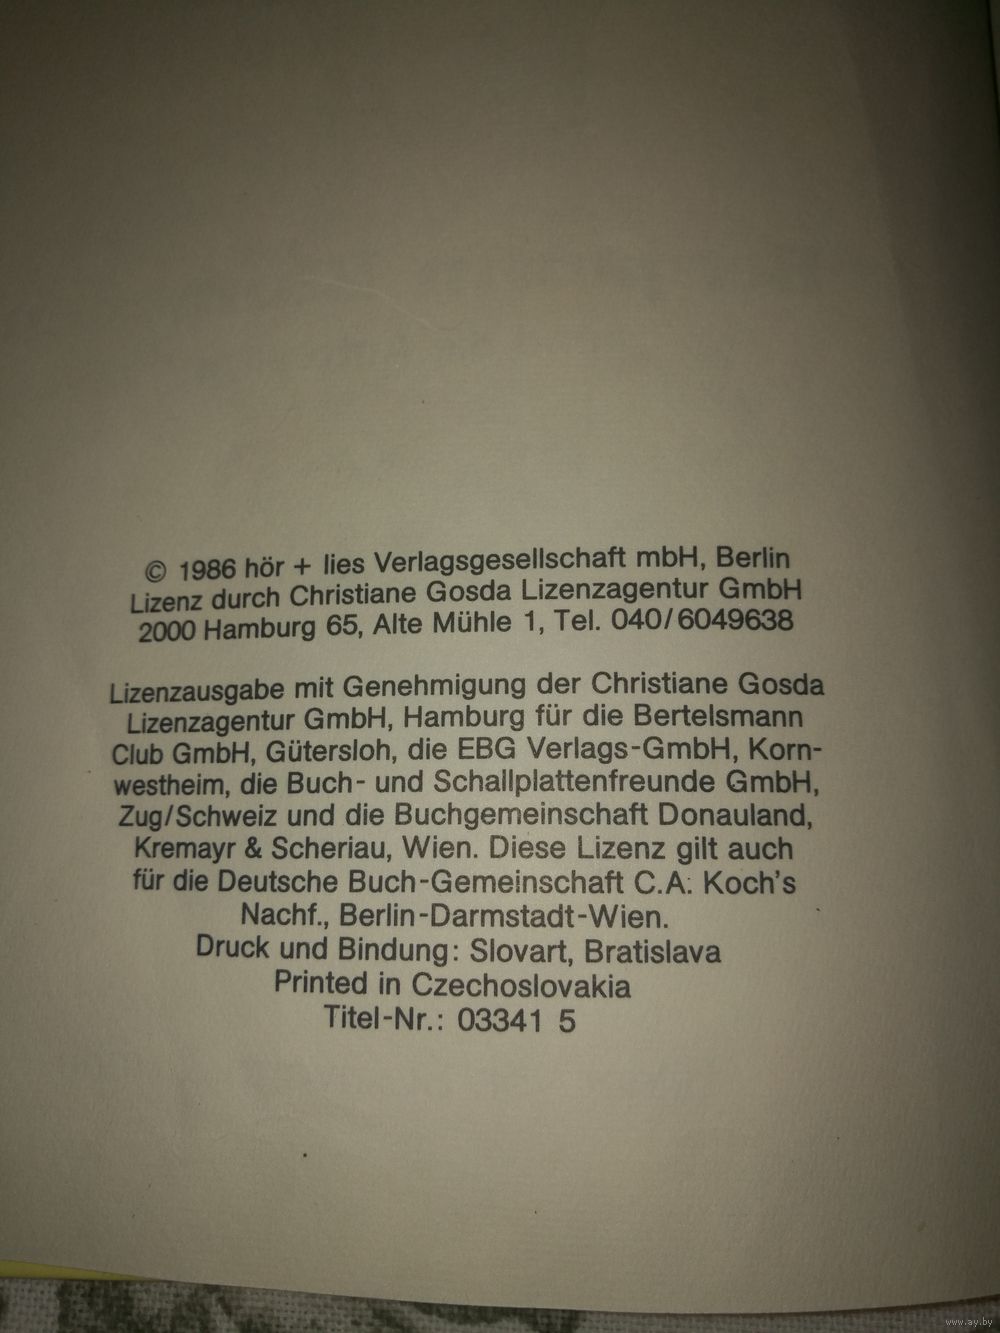 © 1986 hör + lies Verlagsgesellschaft mbH, Berlin
Lizenz durch Christiane Gosda Lizenzagentur GmbH
2000 Hamburg 65, Alte Mühle 1, Tel. 040/6049638
Lizenzausgabe mit Genehmigung der Christiane Gosda
Lizenzagentur GmbH, Hamburg für die Bertelsmann
Club GmbH, Gütersloh, die EBG Verlags-GmbH, Korn-
westheim, die Buch- und Schallplattenfreunde GmbH,
Zug/Schweiz und die Buchgemeinschaft Donauland,
Kremayr & Scheriau, Wien. Diese Lizenz gilt auch
für die Deutsche Buch-Gemeinschaft C.A. Koch's
Nachf., Berlin-Darmstadt-Wien.
Druck und Bindung: Slovart, Bratislava
Printed in Czechoslovakia
Titel-Nr.: 03341 5
www.ay.by